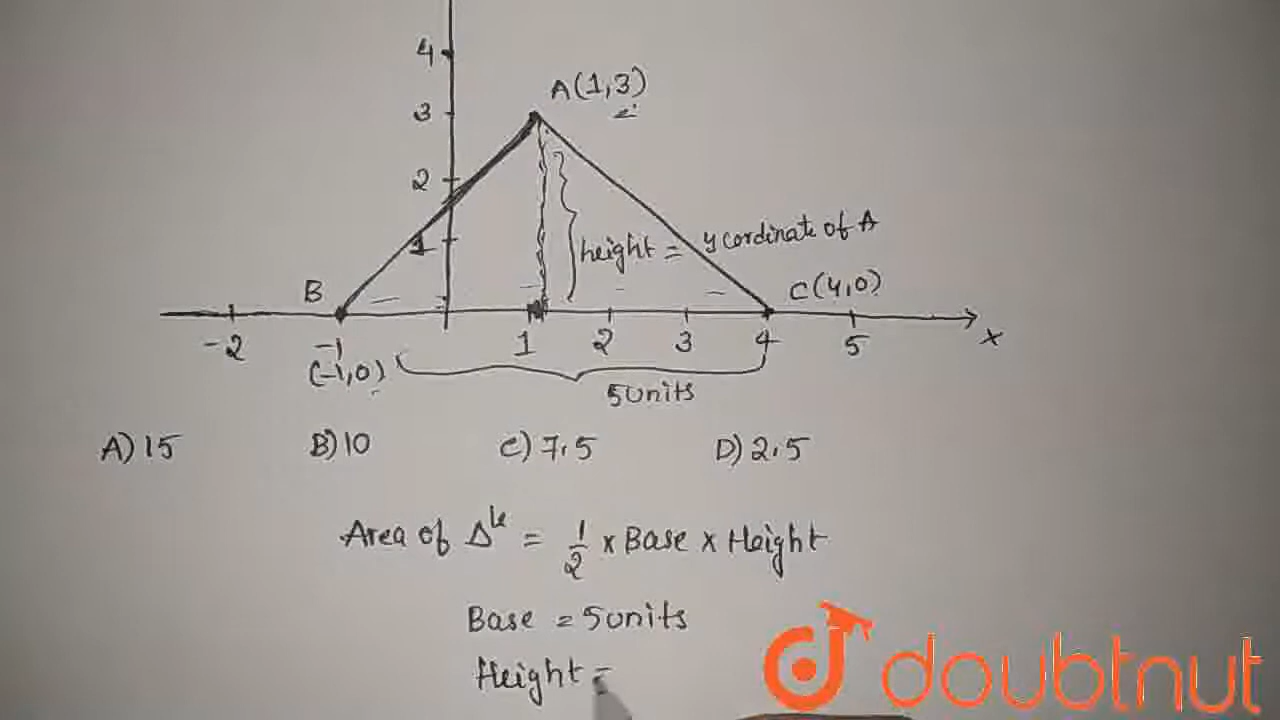 4
A(1,3)
3
2
1
height = y cordinate of A
B
C(4,0)
-2 -1 1 2 3 4 5 x
(-1,0)
5units
A) 15 B) 10 C) 7.5 D) 2.5
Area of Δle = 1/2 × Base × Height
Base = 5units
Height =
doubtnut